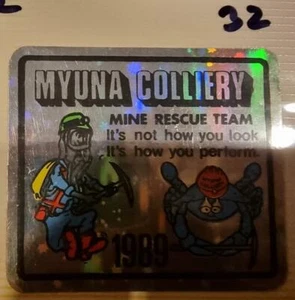 32
MYUNA COLLIERY
MINE RESCUE TEAM
It's not how you look
It's how you perform.
1989